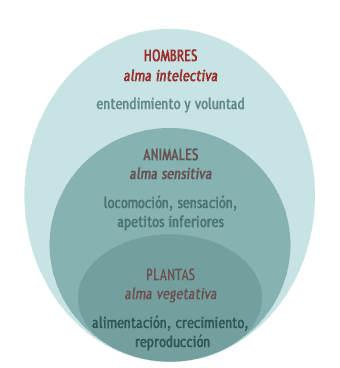 HOMBRES
alma intelectiva
entendimiento y voluntad
ANIMALES
alma sensitiva
locomoción, sensación,
apetitos inferiores
PLANTAS
alma vegetativa
alimentación, crecimiento,
reproducción